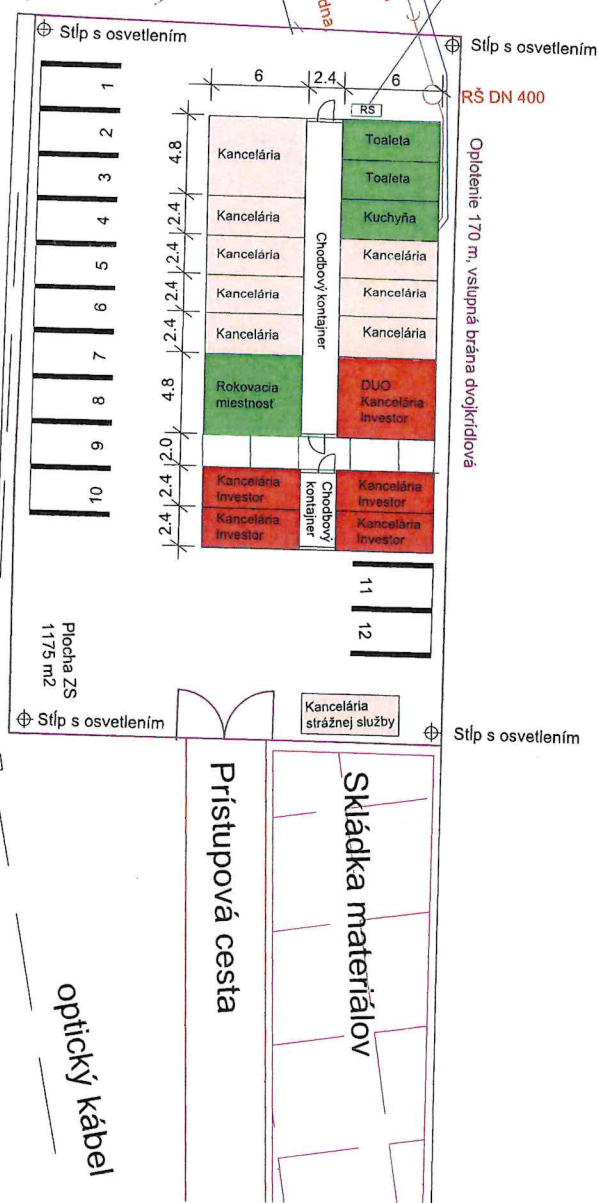 dna
Stĺp s osvetlením
Stĺp s osvetlením
6
2.4
6
RS
RŠ DN 400
1
2
3
4
5
6
7
8
9
10
4.8
2.4
2.4
2.4
2.4
4.8
2.0
2.4
2.4
Kancelária
Kancelária
Kancelária
Kancelária
Kancelária
Rokovacia
miestnosť
Kancelária
Investor
Kancelária
Investor
Chodbový kontajner
Chodbový
kontajner
Toaleta
Toaleta
Kuchyňa
Kancelária
Kancelária
Kancelária
DUO
Kancelária
Investor
Kancelária
Investor
Kancelária
Investor
Oplotenie 170 m, vstupná brána dvojkrídlová
11
12
Plocha ZS
1175 m2
Kancelária
strážnej služby
Stĺp s osvetlením
Stĺp s osvetlením
Prístupová cesta
Skládka materiálov
optický kábel